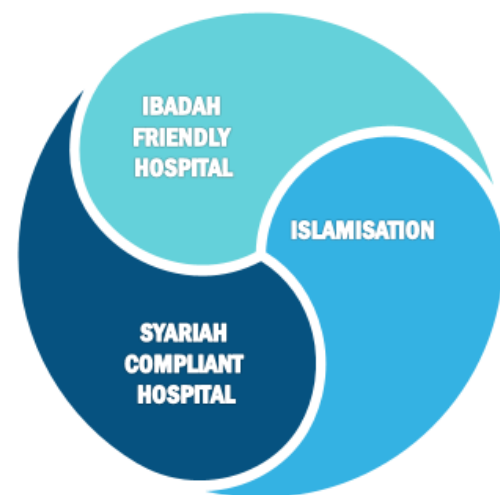 IBADAH
FRIENDLY
HOSPITAL
ISLAMISATION
SYARIAH
COMPLIANT
HOSPITAL